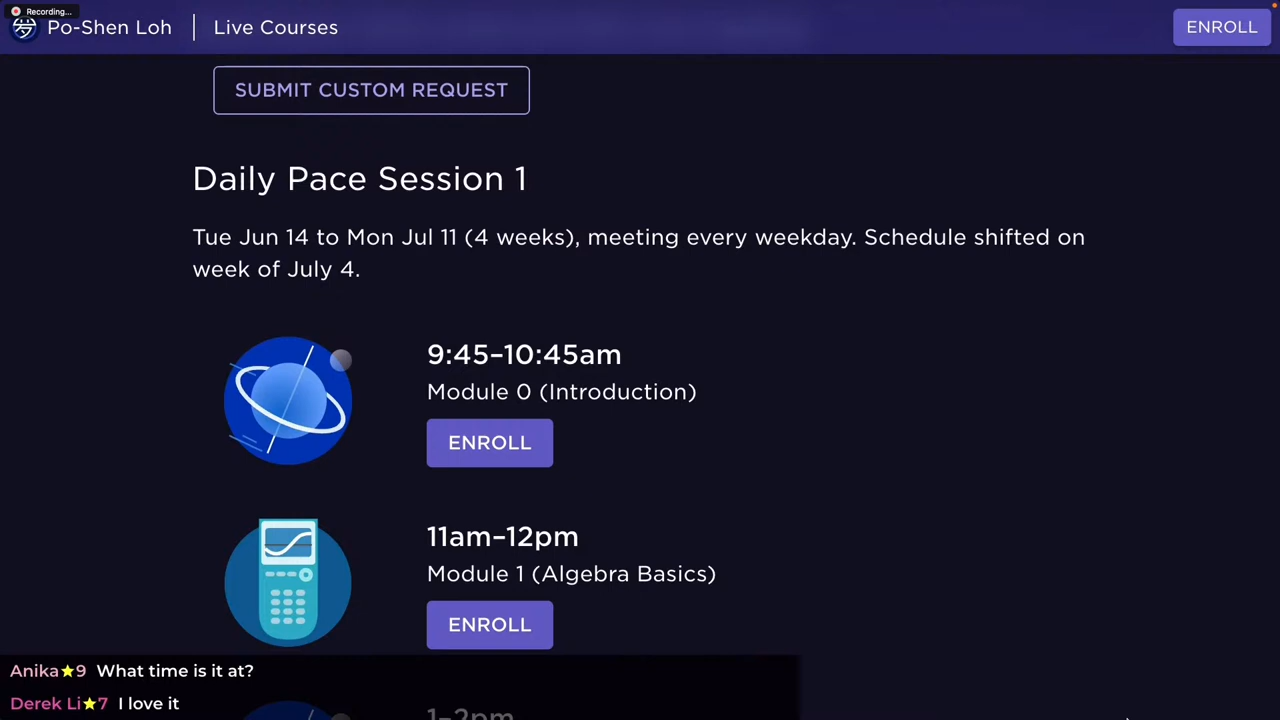 Recording...
Po-Shen Loh
Live Courses
ENROLL
SUBMIT CUSTOM REQUEST
Daily Pace Session 1
Tue Jun 14 to Mon Jul 11 (4 weeks), meeting every weekday. Schedule shifted on
week of July 4.
9:45–10:45am
Module 0 (Introduction)
ENROLL
11am–12pm
Module 1 (Algebra Basics)
ENROLL
Anika⭐9 What time is it at?
Derek Li⭐7 I love it
1–2pm